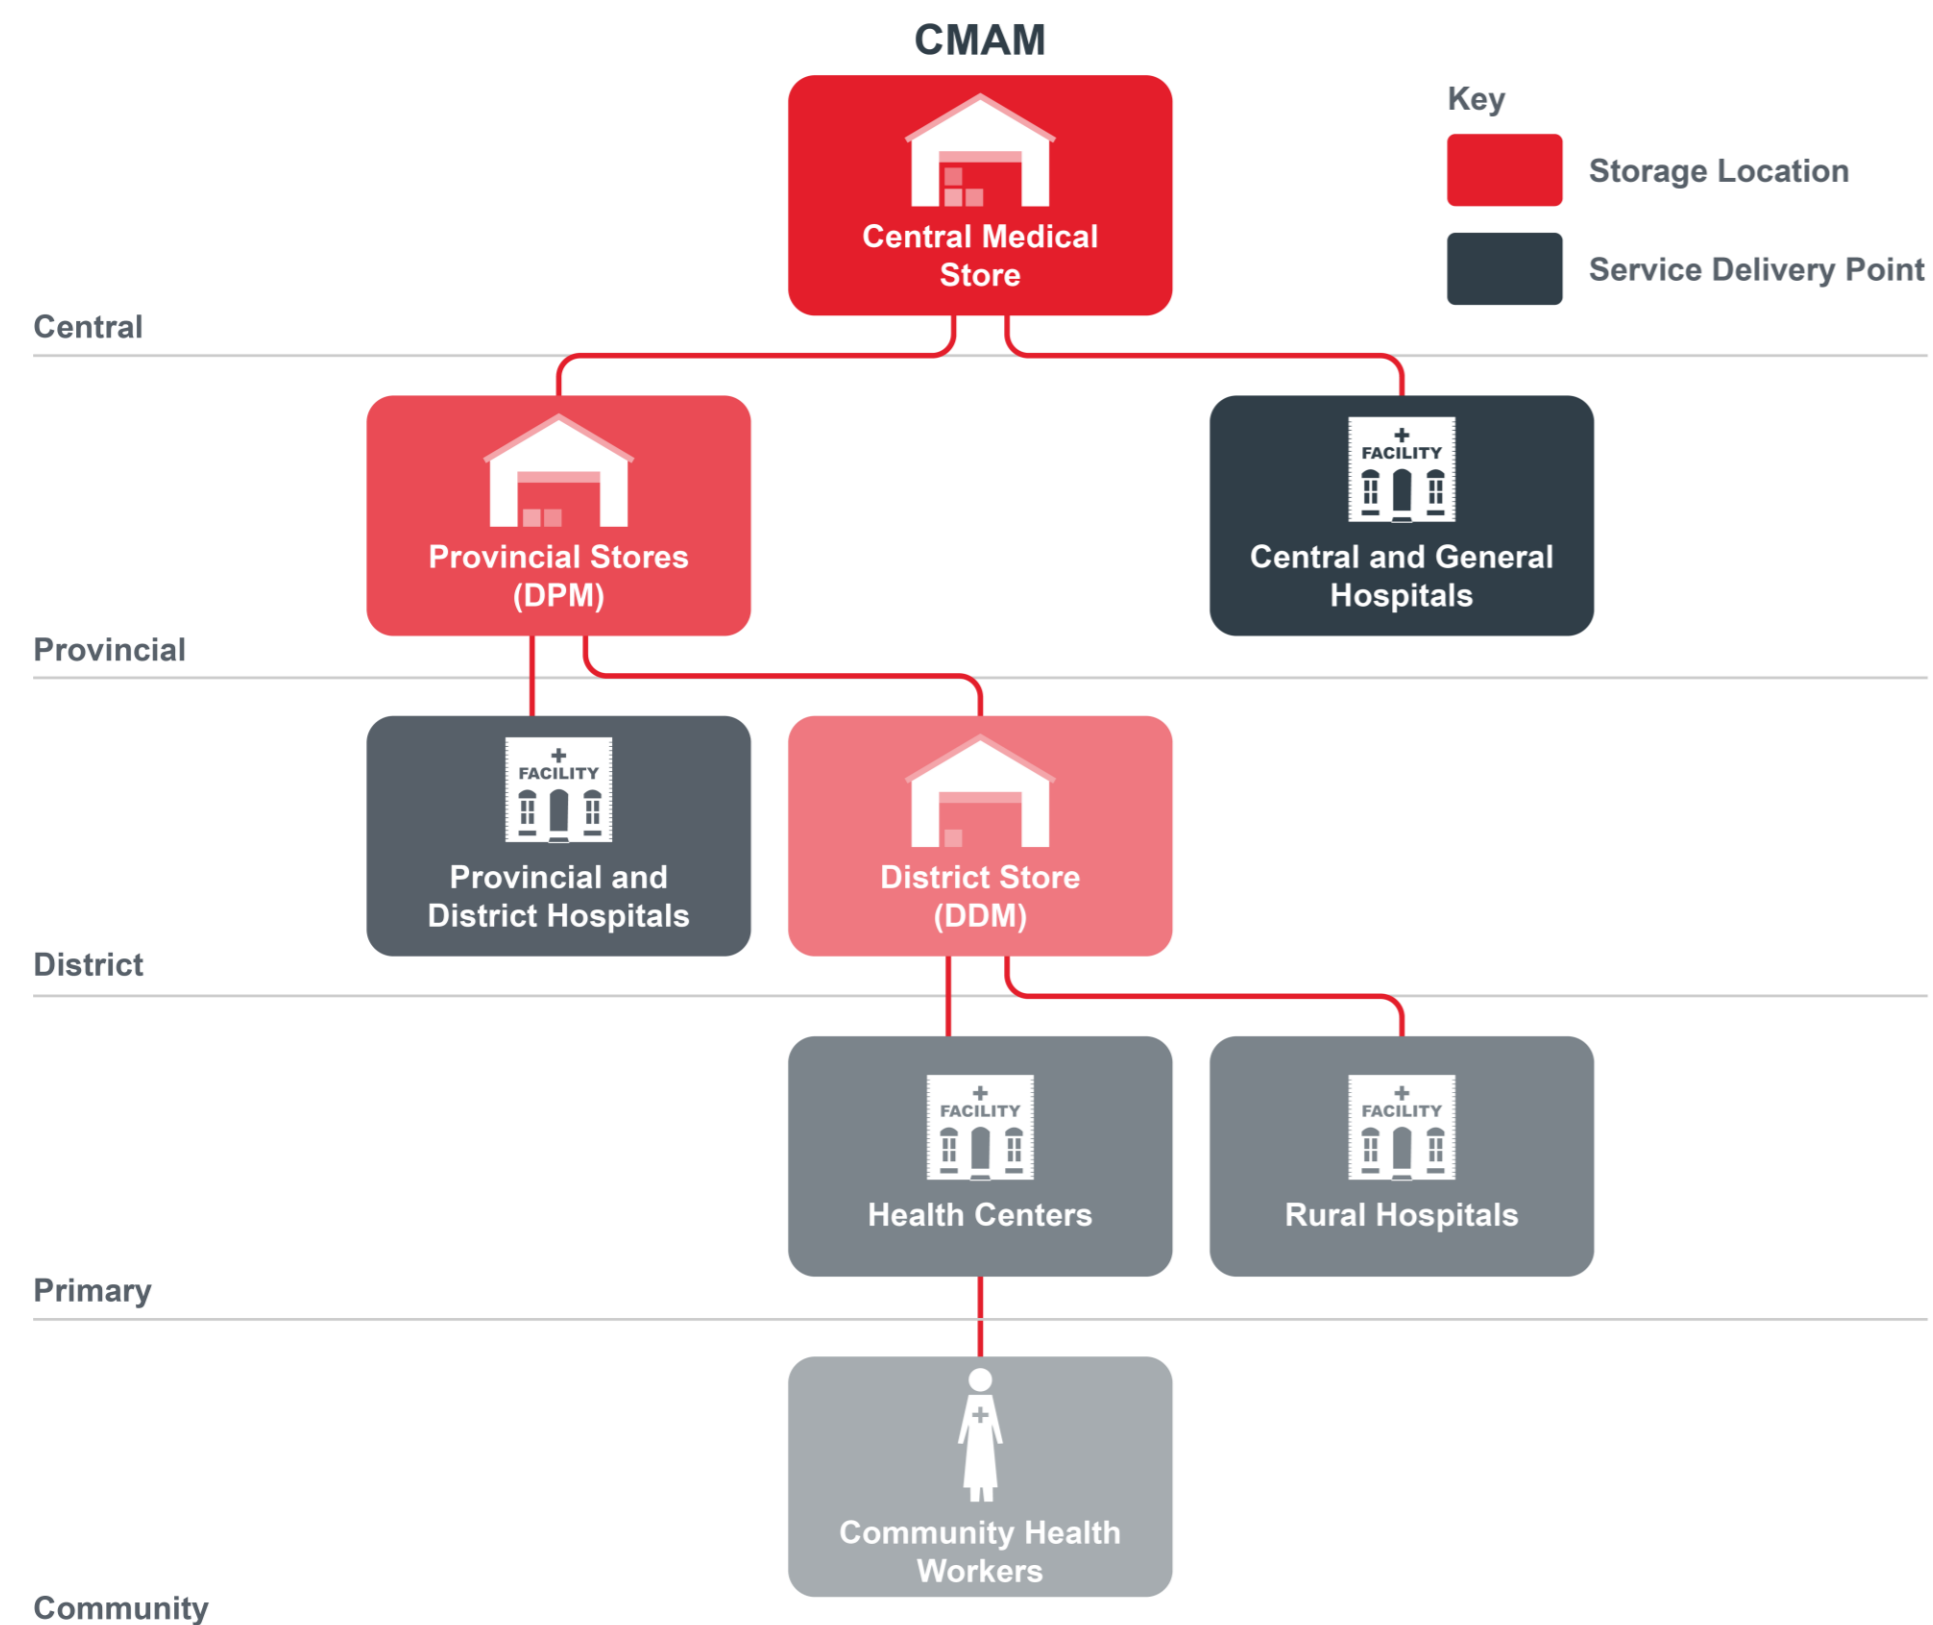 CMAM
Key
Storage Location
Service Delivery Point
Central Medical
Store
Central
FACILITY
Provincial Stores
(DPM)
Central and General
Hospitals
Provincial
FACILITY
Provincial and
District Hospitals
District Store
(DDM)
District
FACILITY
FACILITY
Health Centers
Rural Hospitals
Primary
Community Health
Workers
Community